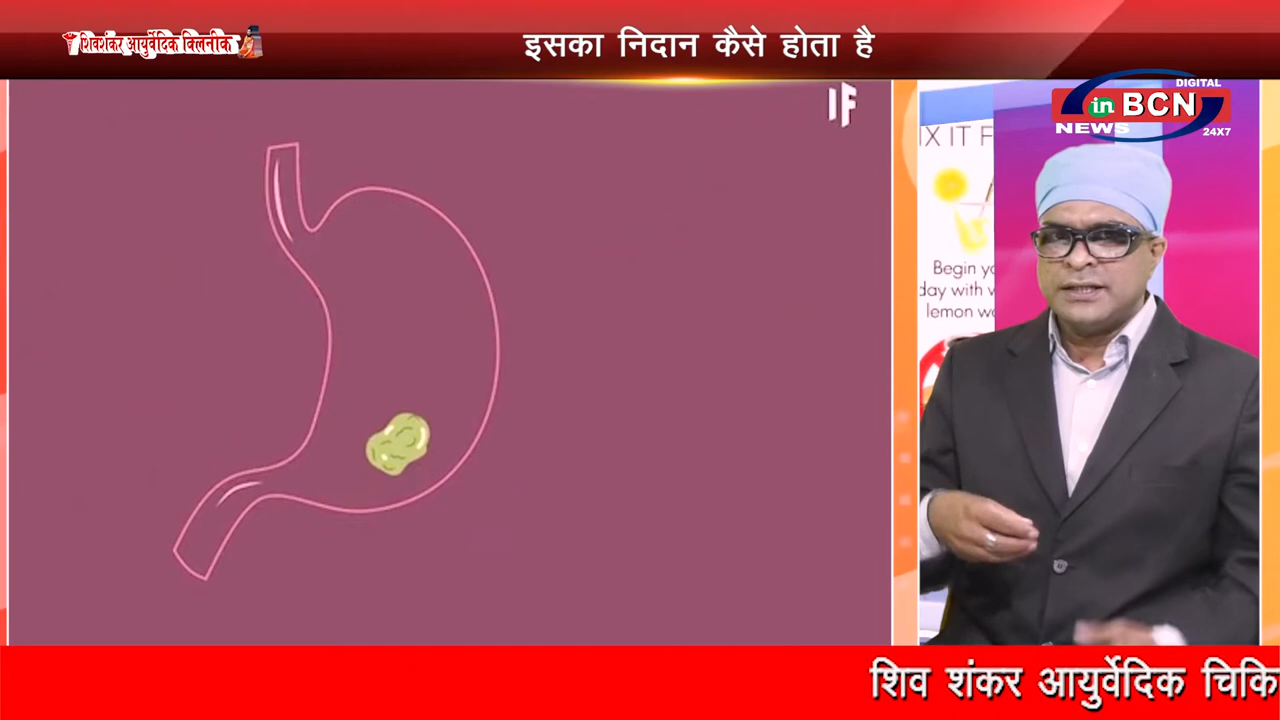 शिवशंकर आयुर्वेदिक क्लिनीक
इसका निदान कैसे होता है
IF
DIGITAL
in BCN
NEWS
24X7
IX IT F
Begin yo
day with w
lemon wa
शिव शंकर आयुर्वेदिक चिकि